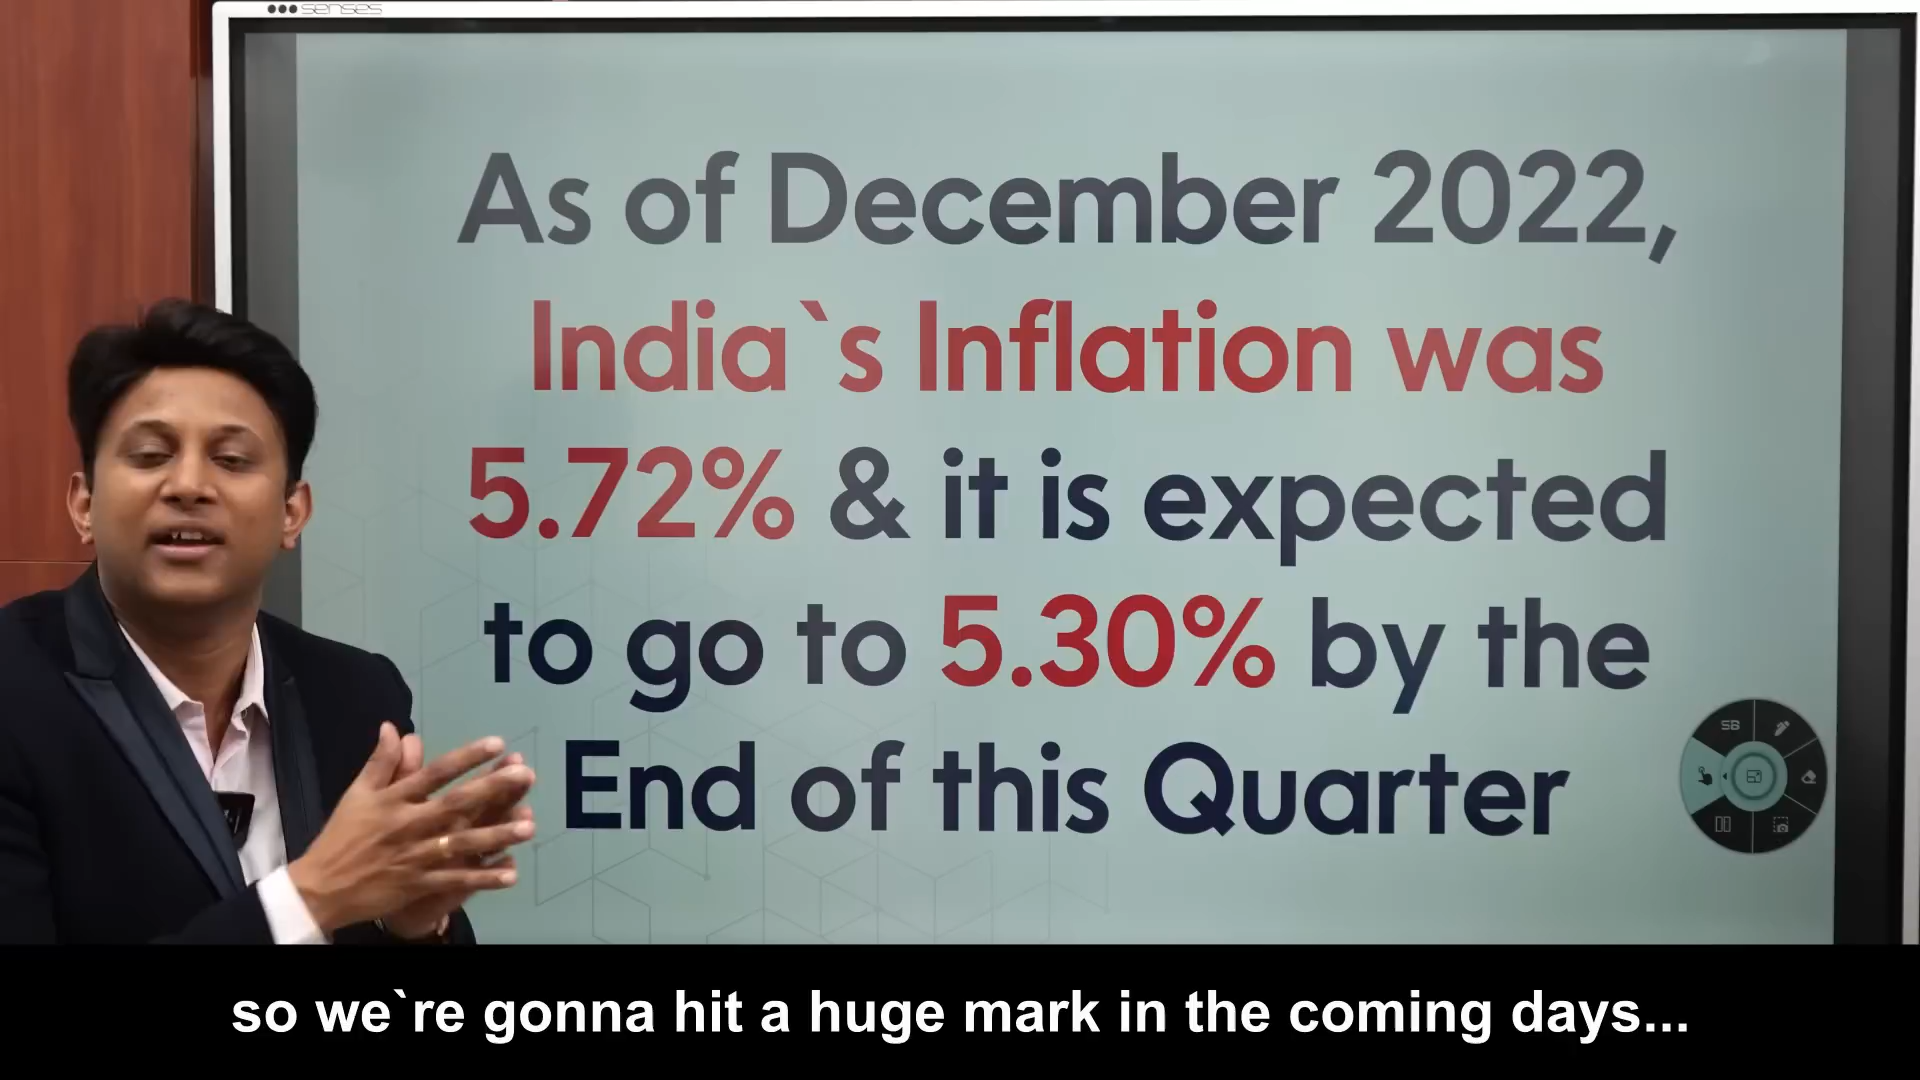 senses
As of December 2022,
India`s Inflation was
5.72% & it is expected
to go to 5.30% by the
End of this Quarter
SB
so we`re gonna hit a huge mark in the coming days...